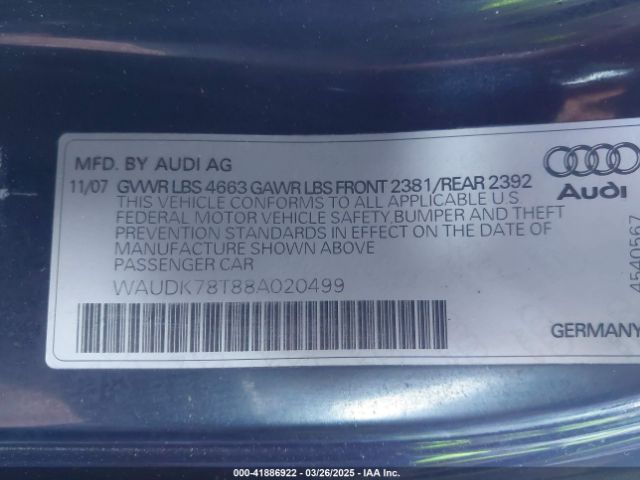 MFD. BY AUDI AG
11/07 GVWR LBS 4663 GAWR LBS FRONT 2381/REAR 2392
THIS VEHICLE CONFORMS TO ALL APPLICABLE U.S
FEDERAL MOTOR VEHICLE SAFETY, BUMPER AND THEFT
PREVENTION STANDARDS IN EFFECT ON THE DATE OF
MANUFACTURE SHOWN ABOVE
PASSENGER CAR
WAUDK78T88A020499
Audi
4540567
GERMANY
000-41886922 - 03/26/2025 - IAA Inc.